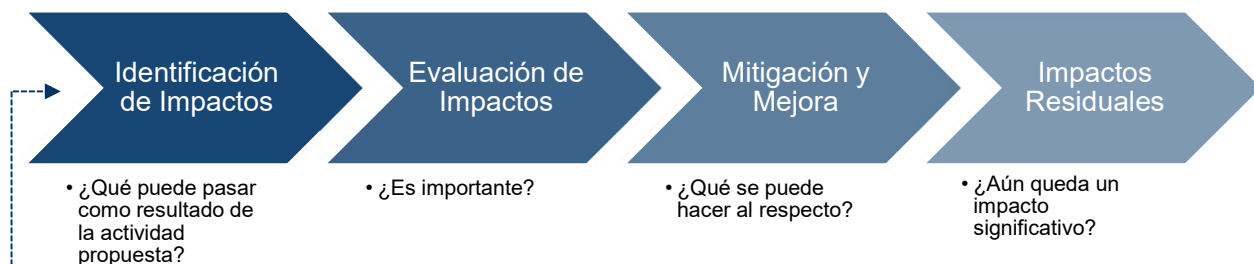 Identificación
de Impactos
Evaluación de
Impactos
Mitigación y
Mejora
Impactos
Residuales
• ¿Qué puede pasar
como resultado de
la actividad
propuesta?
• ¿Es importante?
• ¿Qué se puede
hacer al respecto?
• ¿Aún queda un
impacto
significativo?